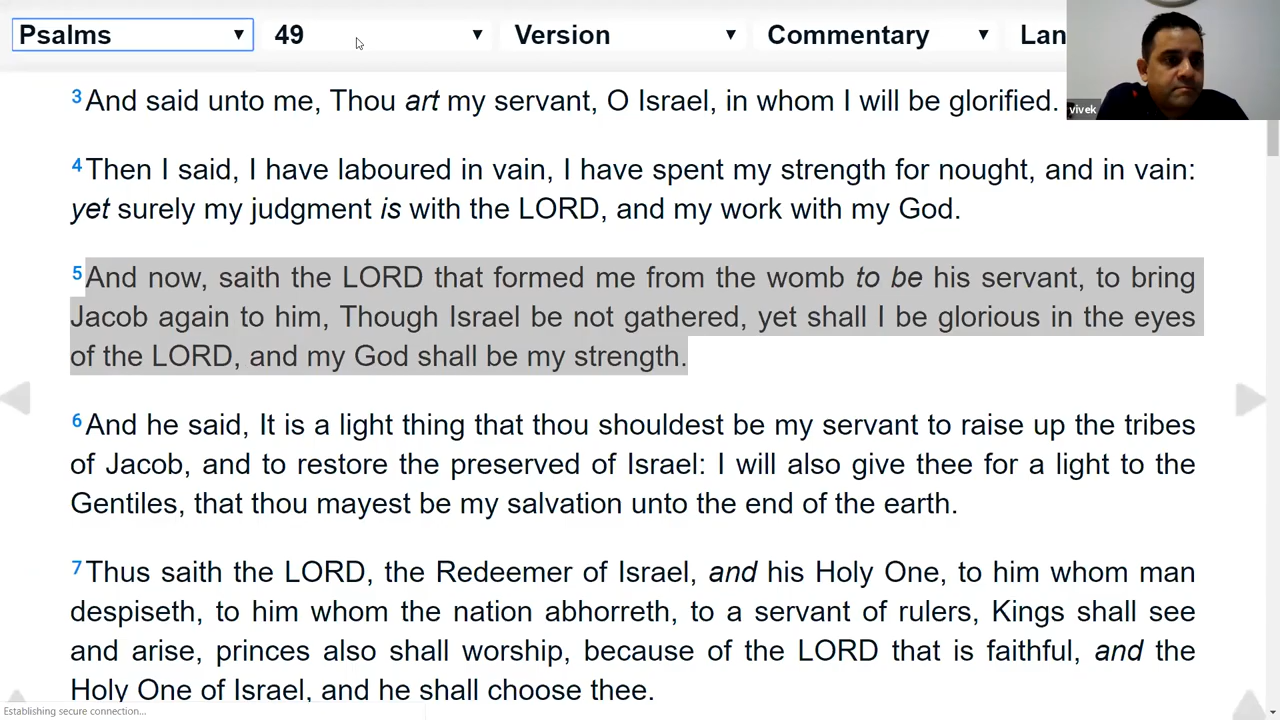 Psalms ▼ 49 ▼ Version ▼ Commentary ▼ Lan
vivek
3 And said unto me, Thou art my servant, O Israel, in whom I will be glorified.
4 Then I said, I have laboured in vain, I have spent my strength for nought, and in vain:
yet surely my judgment is with the LORD, and my work with my God.
5 And now, saith the LORD that formed me from the womb to be his servant, to bring
Jacob again to him, Though Israel be not gathered, yet shall I be glorious in the eyes
of the LORD, and my God shall be my strength.
6 And he said, It is a light thing that thou shouldest be my servant to raise up the tribes
of Jacob, and to restore the preserved of Israel: I will also give thee for a light to the
Gentiles, that thou mayest be my salvation unto the end of the earth.
7 Thus saith the LORD, the Redeemer of Israel, and his Holy One, to him whom man
despiseth, to him whom the nation abhorreth, to a servant of rulers, Kings shall see
and arise, princes also shall worship, because of the LORD that is faithful, and the
Holy One of Israel, and he shall choose thee.
Establishing secure connection...